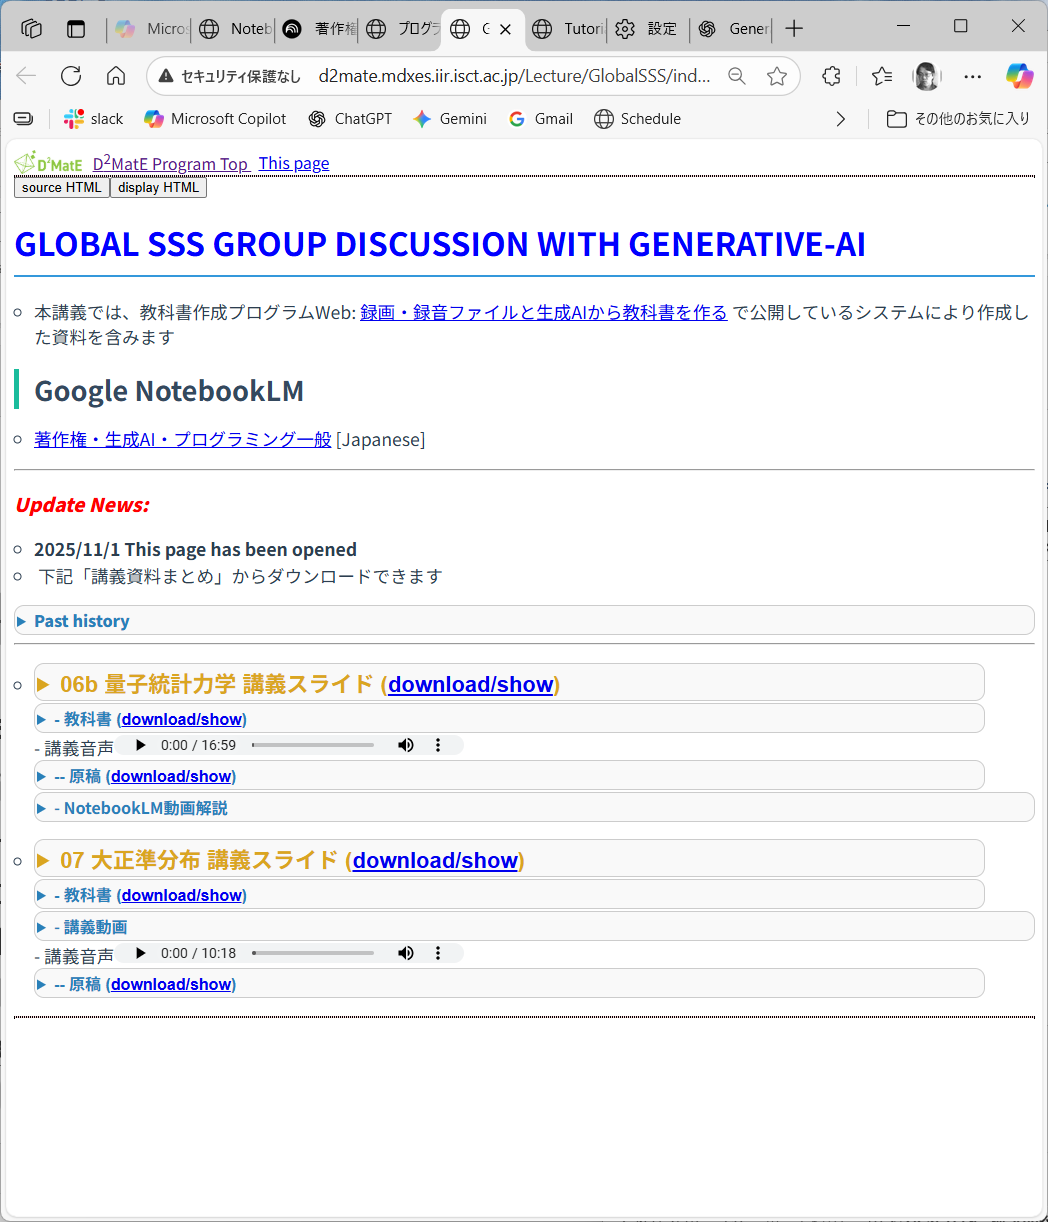 Micros
Noteb
著作権
プログラ
G
Tutori
設定
Gener
セキュリティ保護なし
d2mate.mdxes.iir.isct.ac.jp/Lecture/GlobalSSS/ind...
slack
Microsoft Copilot
ChatGPT
Gemini
Gmail
Schedule
その他のお気に入り
D²MatE D²MatE Program Top This page
source HTML display HTML
GLOBAL SSS GROUP DISCUSSION WITH GENERATIVE-AI
本講義では、教科書作成プログラムWeb: 録画・録音ファイルと生成AIから教科書を作る で公開しているシステムにより作成し
た資料を含みます
Google NotebookLM
著作権・生成AI・プログラミング一般 [Japanese]
Update News:
2025/11/1 This page has been opened
下記「講義資料まとめ」からダウンロードできます
Past history
06b 量子統計力学 講義スライド (download/show)
- 教科書 (download/show)
- 講義音声 0:00 / 16:59
-- 原稿 (download/show)
- NotebookLM動画解説
07 大正準分布 講義スライド (download/show)
- 教科書 (download/show)
- 講義動画
- 講義音声 0:00 / 10:18
-- 原稿 (download/show)